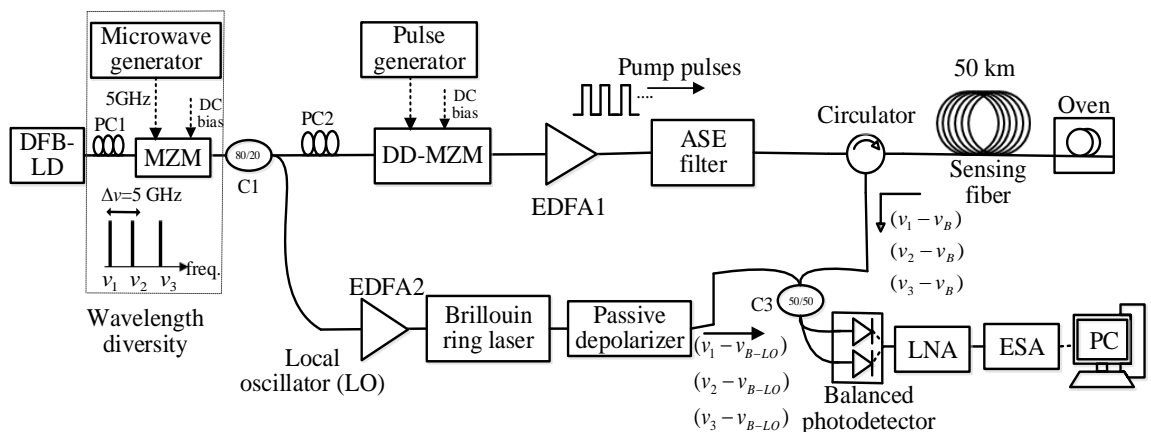 Microwave
generator
5GHz
DC
bias
PC1
DFB-
LD
MZM
Δv=5 GHz
v1 v2 v3 freq.
Wavelength
diversity
80/20
C1
Pulse
generator
DC
bias
PC2
DD-MZM
EDFA1
Pump pulses
....
ASE
filter
Circulator
50 km
Sensing
fiber
Oven
(v1 − vB)
(v2 − vB)
(v3 − vB)
EDFA2
Local
oscillator (LO)
Brillouin
ring laser
Passive
depolarizer
(v1 − vB−LO)
(v2 − vB−LO)
(v3 − vB−LO)
C3
50/50
Balanced
photodetector
LNA
ESA
PC